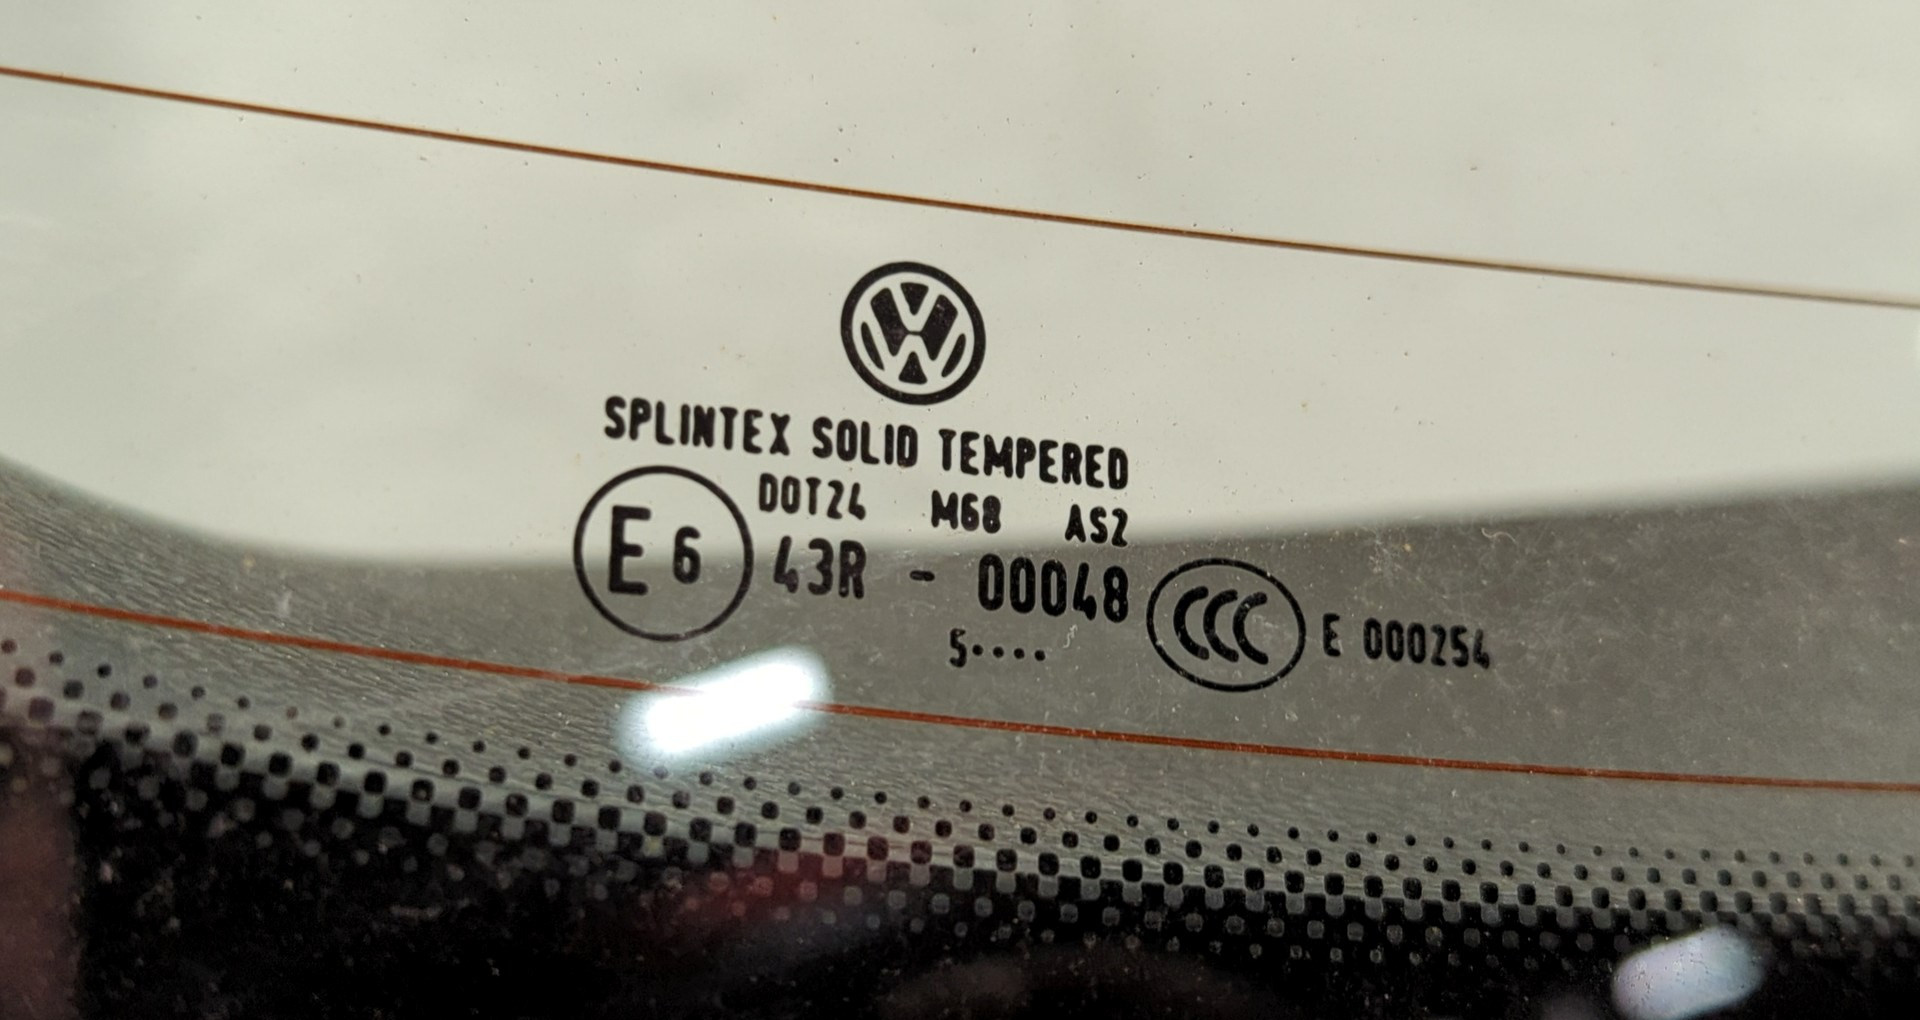 VW
SPLINTEX SOLID TEMPERED
DOT24 M68 AS2
E6 43R - 00048 CCC E 000254
5····